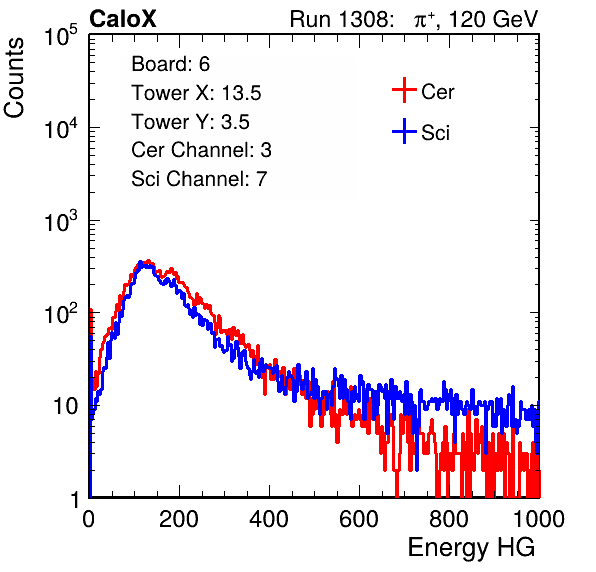 CaloX Run 1308: π⁺, 120 GeV
Counts
10⁵
10⁴
10³
10²
10
1
Board: 6
Tower X: 13.5
Tower Y: 3.5
Cer Channel: 3
Sci Channel: 7
Cer
Sci
0 200 400 600 800 1000
Energy HG